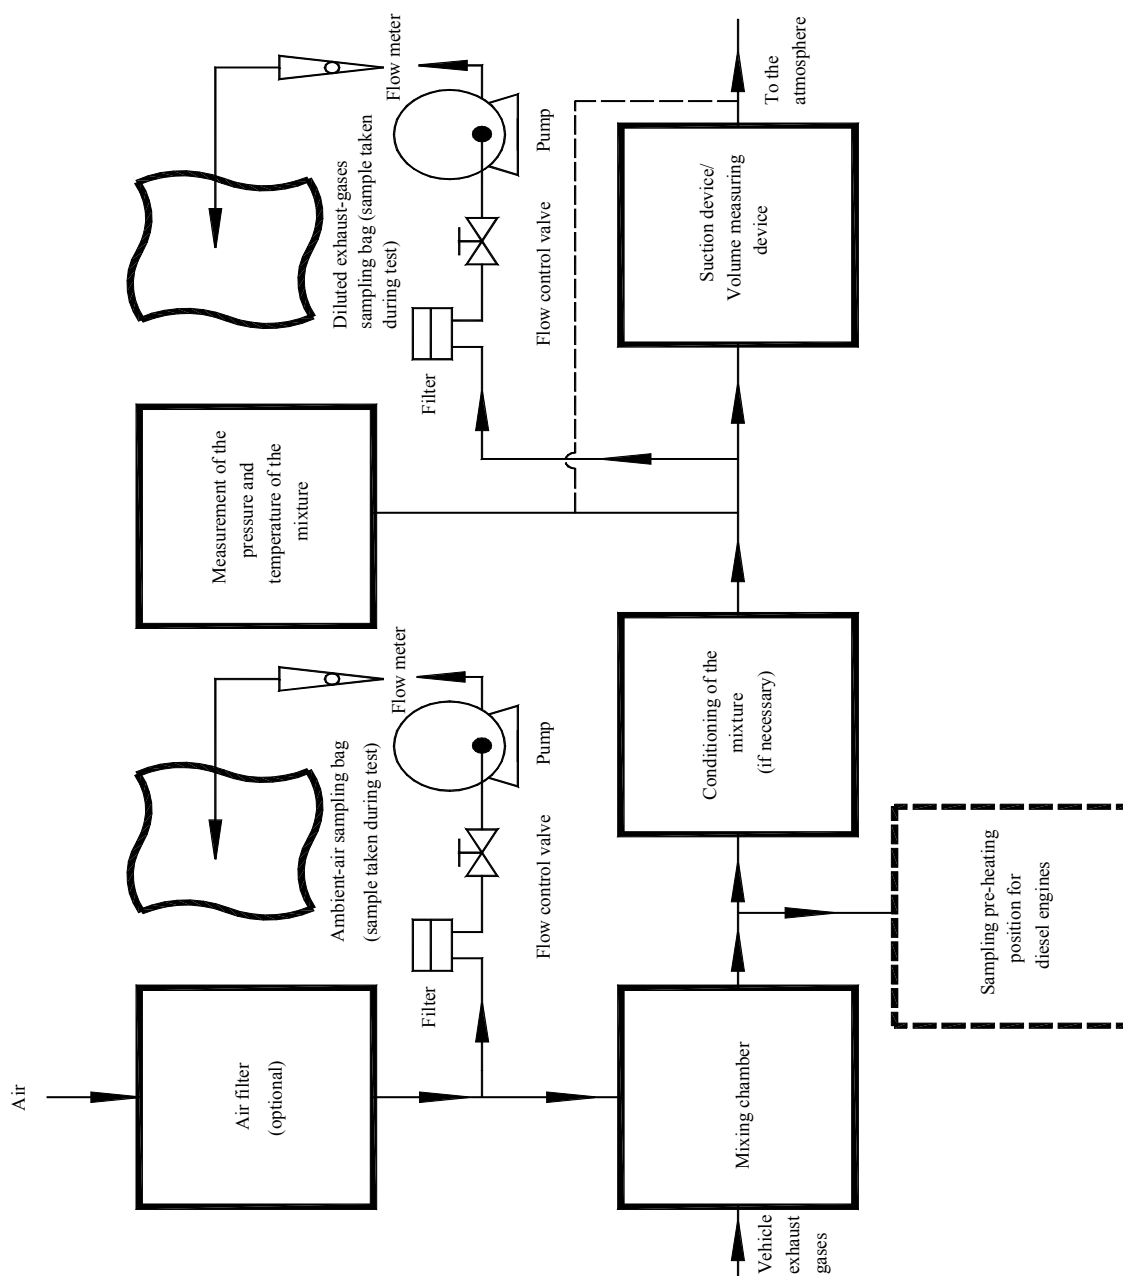 Air
Air filter
(optional)
Vehicle
exhaust
gases
Mixing chamber
Filter
Flow control valve
Pump
Flow meter
Ambient-air sampling bag
(sample taken during test)
Sampling pre-heating
position for
diesel engines
Conditioning of the
mixture
(if necessary)
Measurement of the
pressure and
temperature of the
mixture
Filter
Flow control valve
Pump
Flow meter
Diluted exhaust-gases
sampling bag (sample taken
during test)
Suction device/
Volume measuring
device
To the
atmosphere